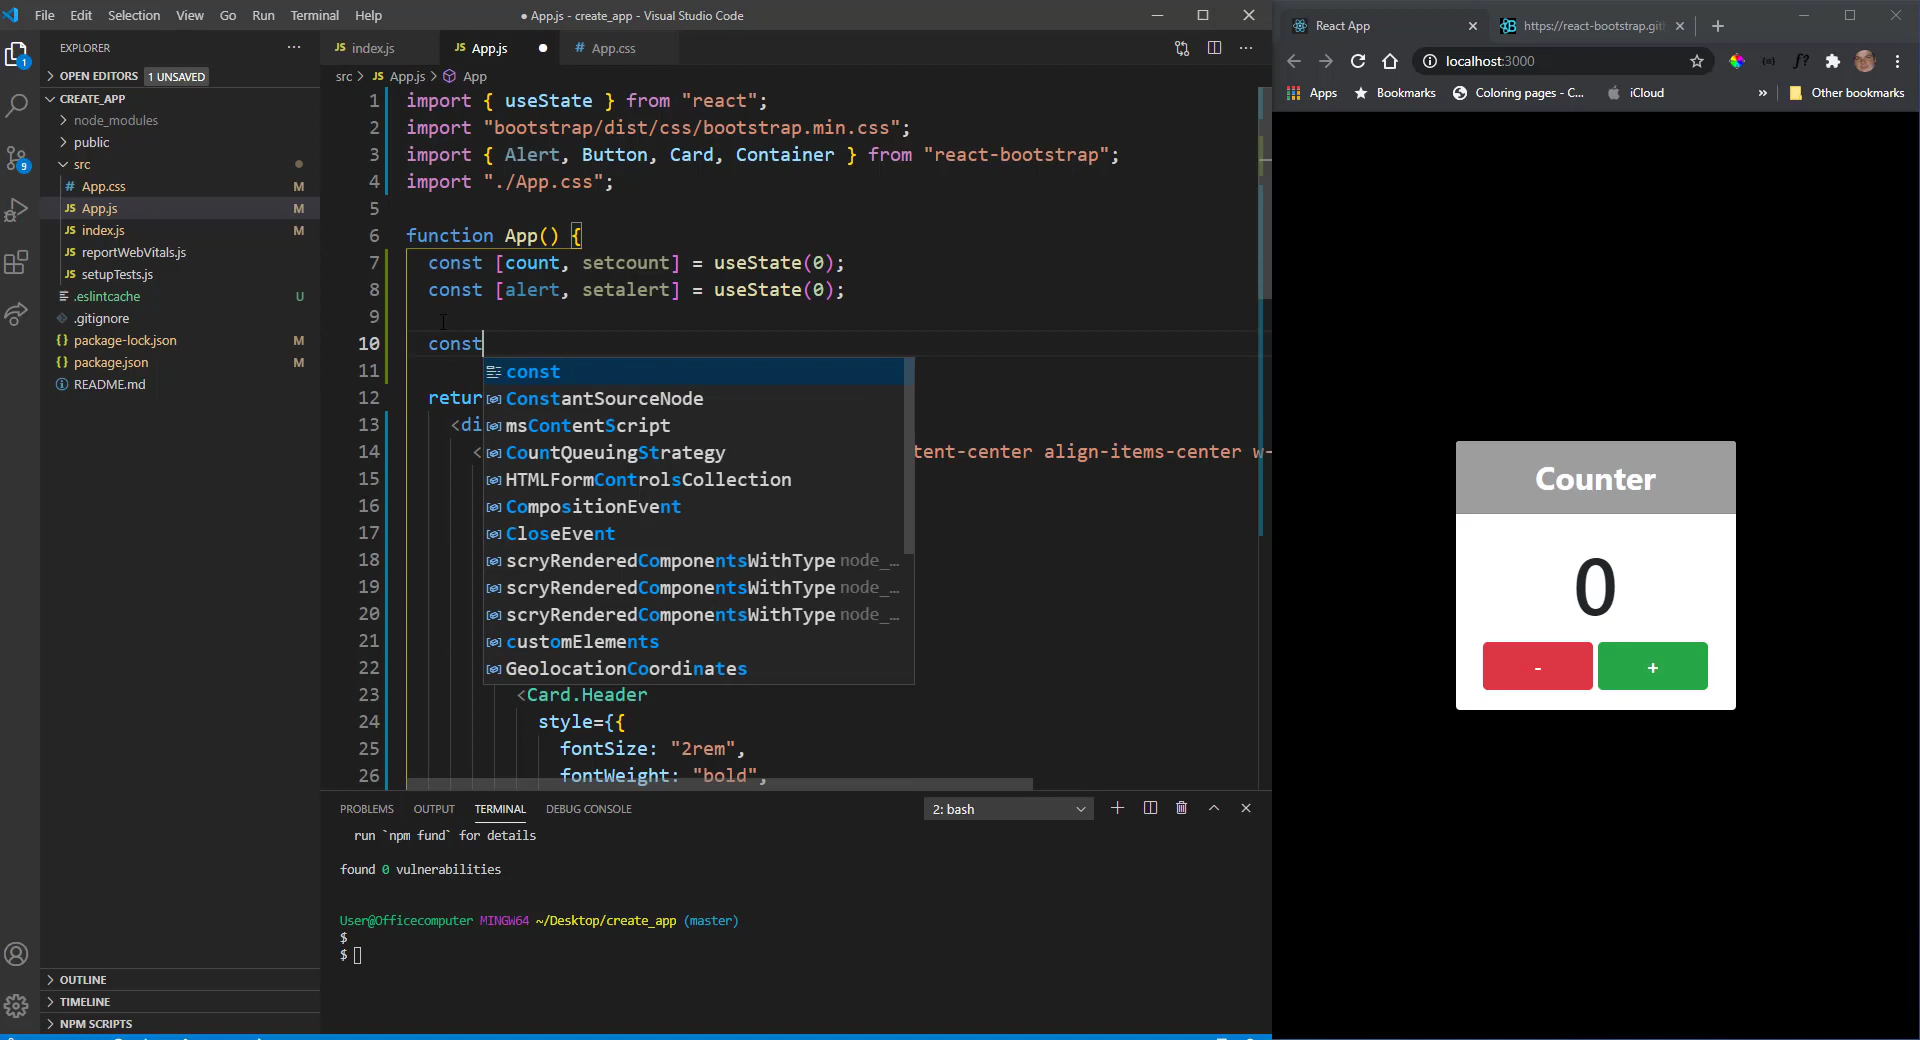 File Edit Selection View Go Run Terminal Help
● App.js - create_app - Visual Studio Code
EXPLORER
OPEN EDITORS 1 UNSAVED
CREATE_APP
node_modules
public
src
# App.css M
JS App.js M
JS index.js M
JS reportWebVitals.js
JS setupTests.js
.eslintcache U
.gitignore
{} package-lock.json M
{} package.json M
README.md
OUTLINE
TIMELINE
NPM SCRIPTS
1
9
JS index.js
JS App.js
# App.css
src > JS App.js > App
1 import { useState } from "react";
2 import "bootstrap/dist/css/bootstrap.min.css";
3 import { Alert, Button, Card, Container } from "react-bootstrap";
4 import "./App.css";
5
6 function App() {
7 const [count, setcount] = useState(0);
8 const [alert, setalert] = useState(0);
9
10 const
11
12 retur
13 <di
14 < tent-center align-items-center w-
15
16
17
18
19
20
21
22
23 <Card.Header
24 style={{
25 fontSize: "2rem",
26 fontWeight: "bold",
const
ConstantSourceNode
msContentScript
CountQueuingStrategy
HTMLFormControlsCollection
CompositionEvent
CloseEvent
scryRenderedComponentsWithType node_…
scryRenderedComponentsWithType node_…
scryRenderedComponentsWithType node_…
customElements
GeolocationCoordinates
PROBLEMS OUTPUT TERMINAL DEBUG CONSOLE
2: bash
run `npm fund` for details
found 0 vulnerabilities
User@Officecomputer MINGW64 ~/Desktop/create_app (master)
$
$
React App
https://react-bootstrap.git
localhost:3000
Apps Bookmarks Coloring pages - C... iCloud » Other bookmarks
Counter
0
- +